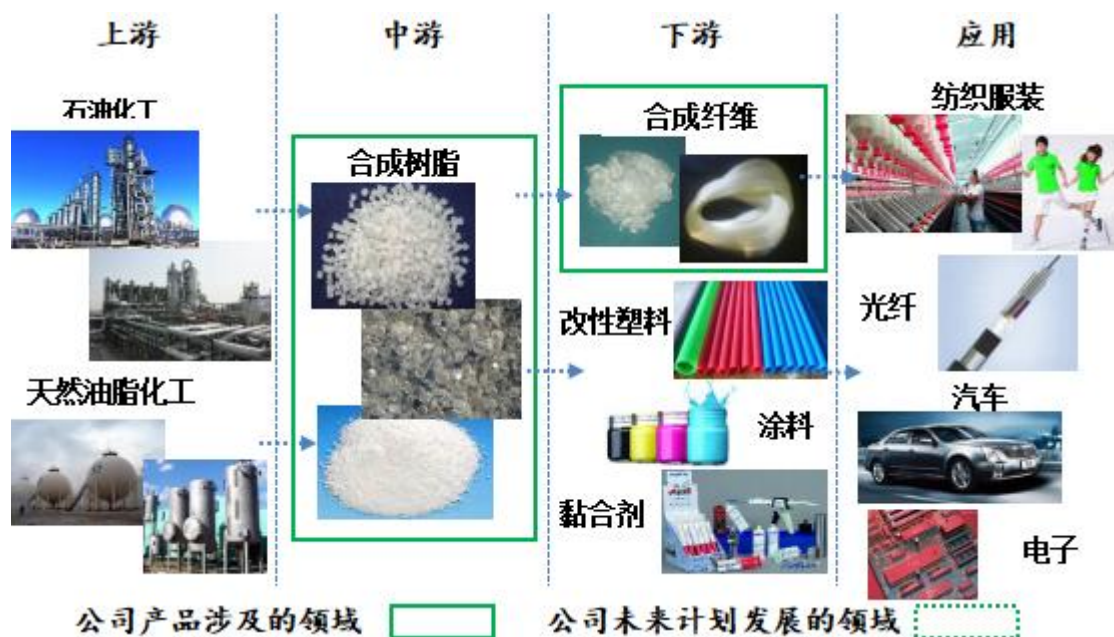 上游 中游 下游 应用
石油化工
天然油脂化工
合成树脂
合成纤维
改性塑料
涂料
黏合剂
纺织服装
光纤
汽车
电子
公司产品涉及的领域 公司未来计划发展的领域